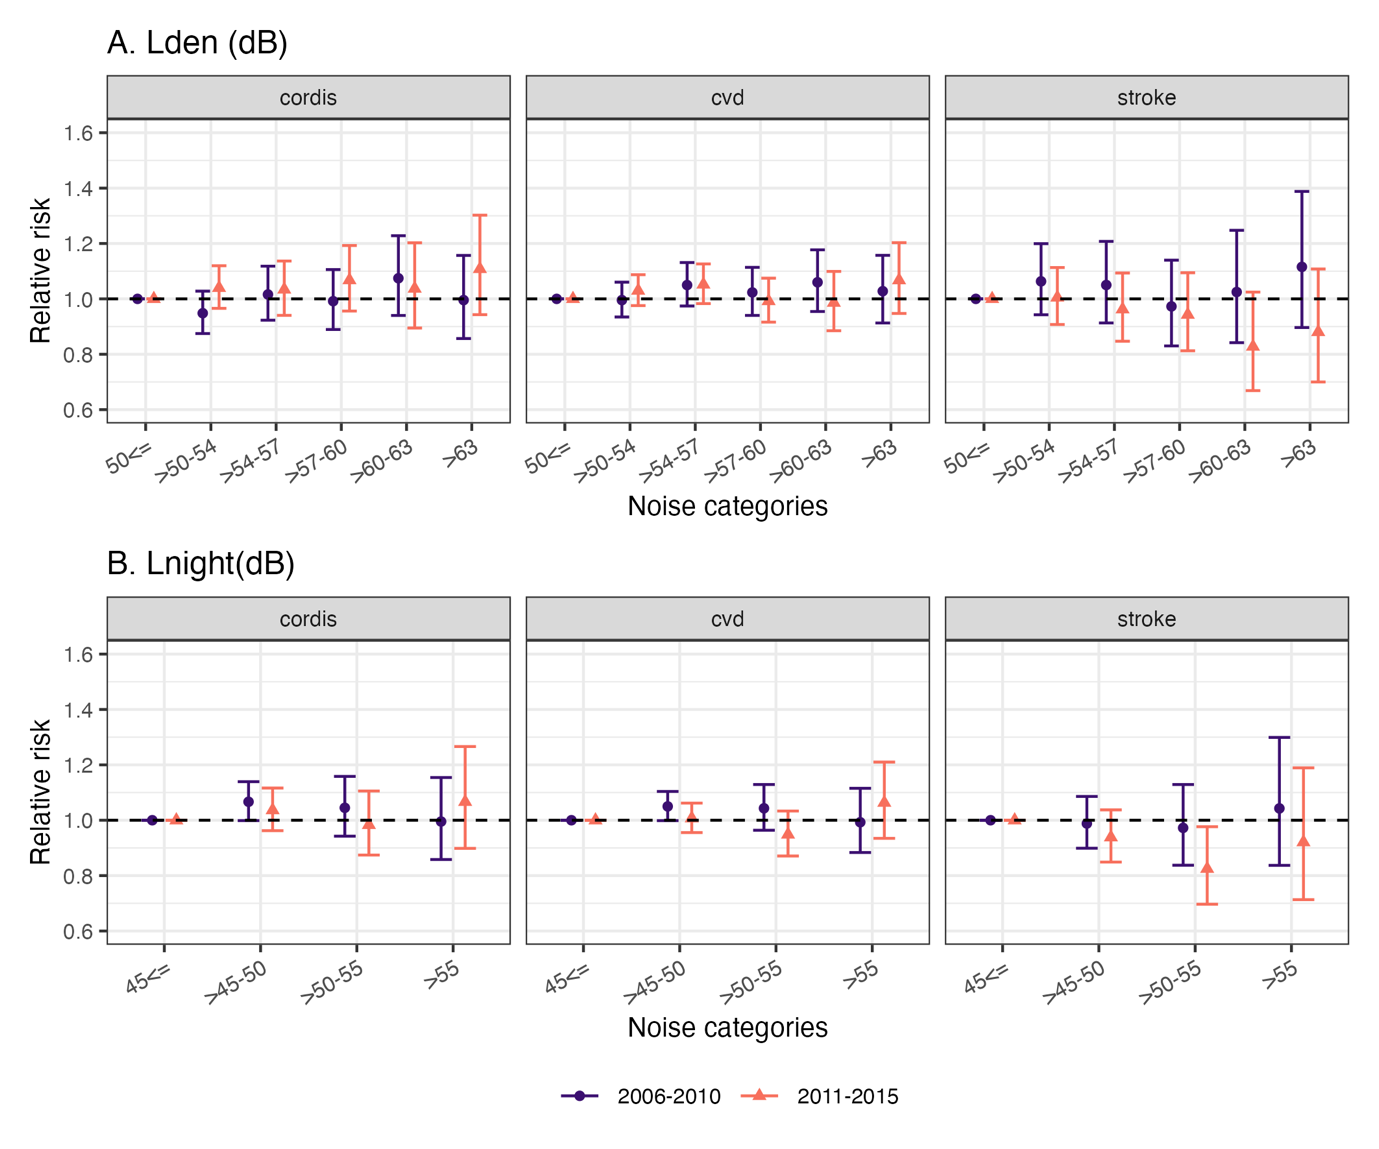 A. Lden (dB)
cordis
cvd
stroke
Relative risk
1.6
1.4
1.2
1.0
0.8
0.6
50<= >50-54 >54-57 >57-60 >60-63 >63
50<= >50-54 >54-57 >57-60 >60-63 >63
50<= >50-54 >54-57 >57-60 >60-63 >63
Noise categories
B. Lnight(dB)
cordis
cvd
stroke
Relative risk
1.6
1.4
1.2
1.0
0.8
0.6
45<= >45-50 >50-55 >55
45<= >45-50 >50-55 >55
45<= >45-50 >50-55 >55
Noise categories
2006-2010 2011-2015